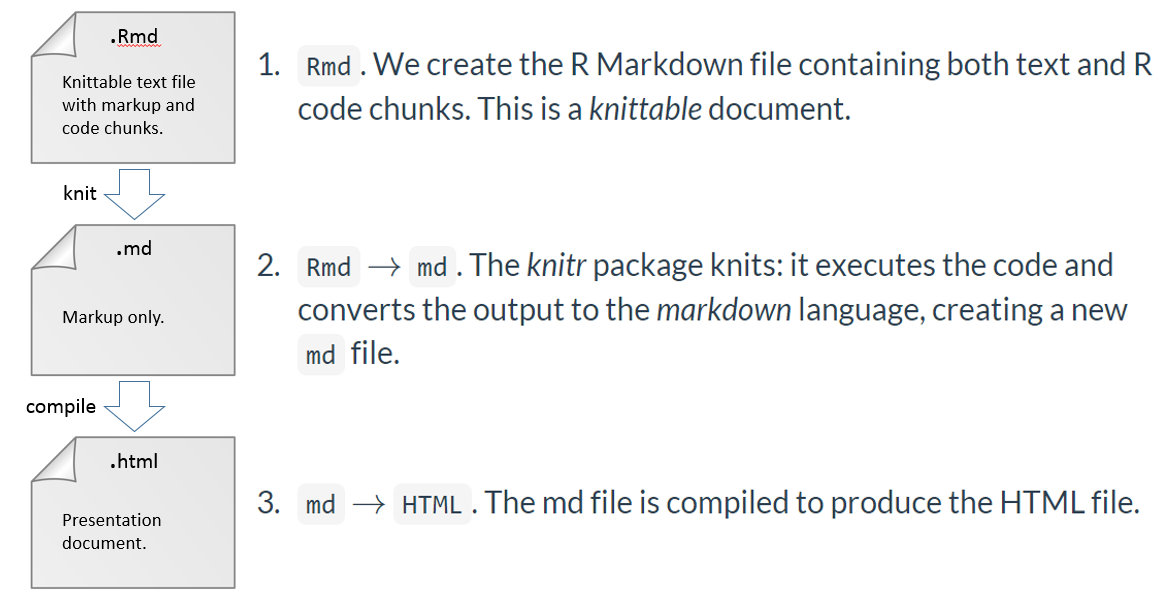 .Rmd
Knittable text file
with markup and
code chunks.
knit
.md
Markup only.
compile
.html
Presentation
document.
1. Rmd . We create the R Markdown file containing both text and R
code chunks. This is a knittable document.
2. Rmd → md . The knitr package knits: it executes the code and
converts the output to the markdown language, creating a new
md file.
3. md → HTML . The md file is compiled to produce the HTML file.